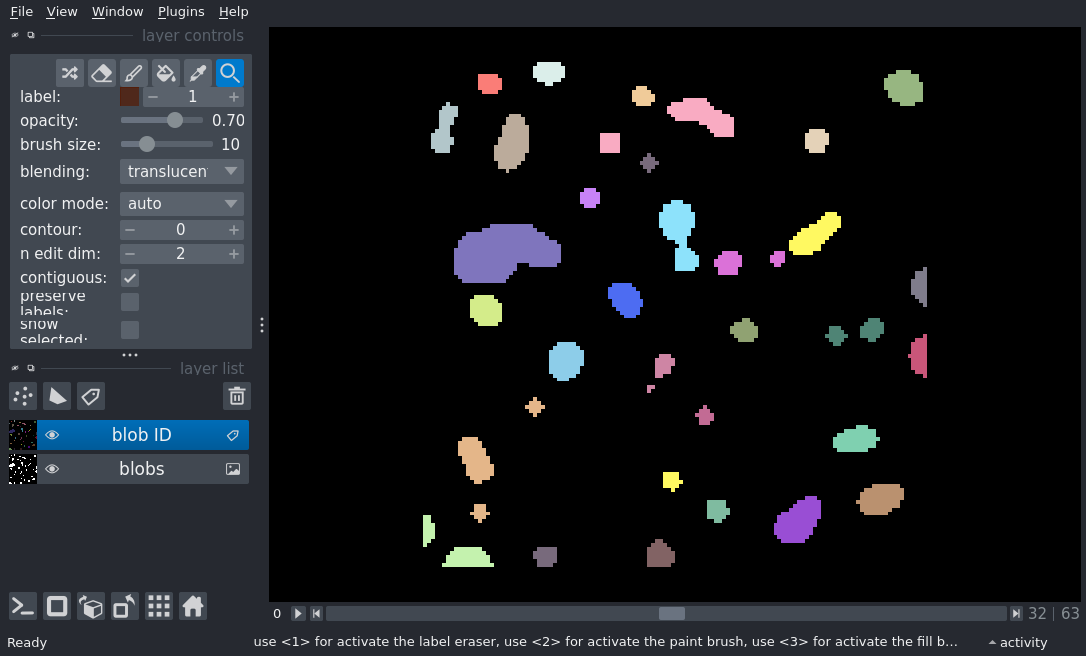 File View Window Plugins Help
layer controls
label: 1
opacity: 0.70
brush size: 10
blending: translucen
color mode: auto
contour: 0
n edit dim: 2
contiguous:
preserve
labels:
show
selected:
layer list
blob ID
blobs
0 32 63
Ready use <1> for activate the label eraser, use <2> for activate the paint brush, use <3> for activate the fill b... activity